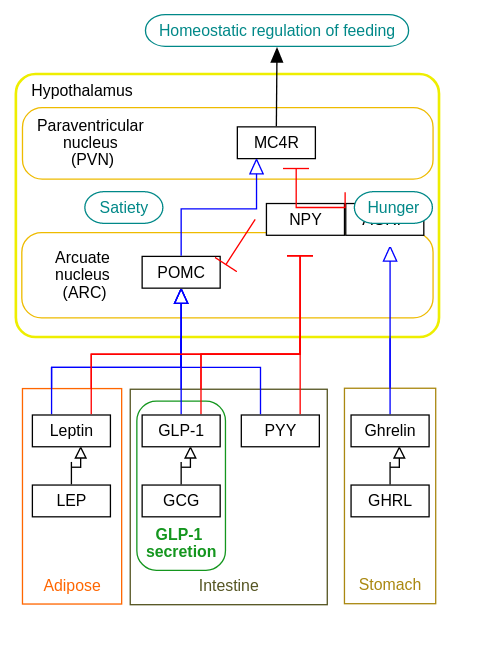 Homeostatic regulation of feeding
Hypothalamus
Paraventricular
nucleus
(PVN)
MC4R
Satiety
NPY
Hunger
Arcuate
nucleus
(ARC)
POMC
Leptin
GLP-1
PYY
Ghrelin
LEP
GCG
GHRL
GLP-1
secretion
Adipose
Intestine
Stomach